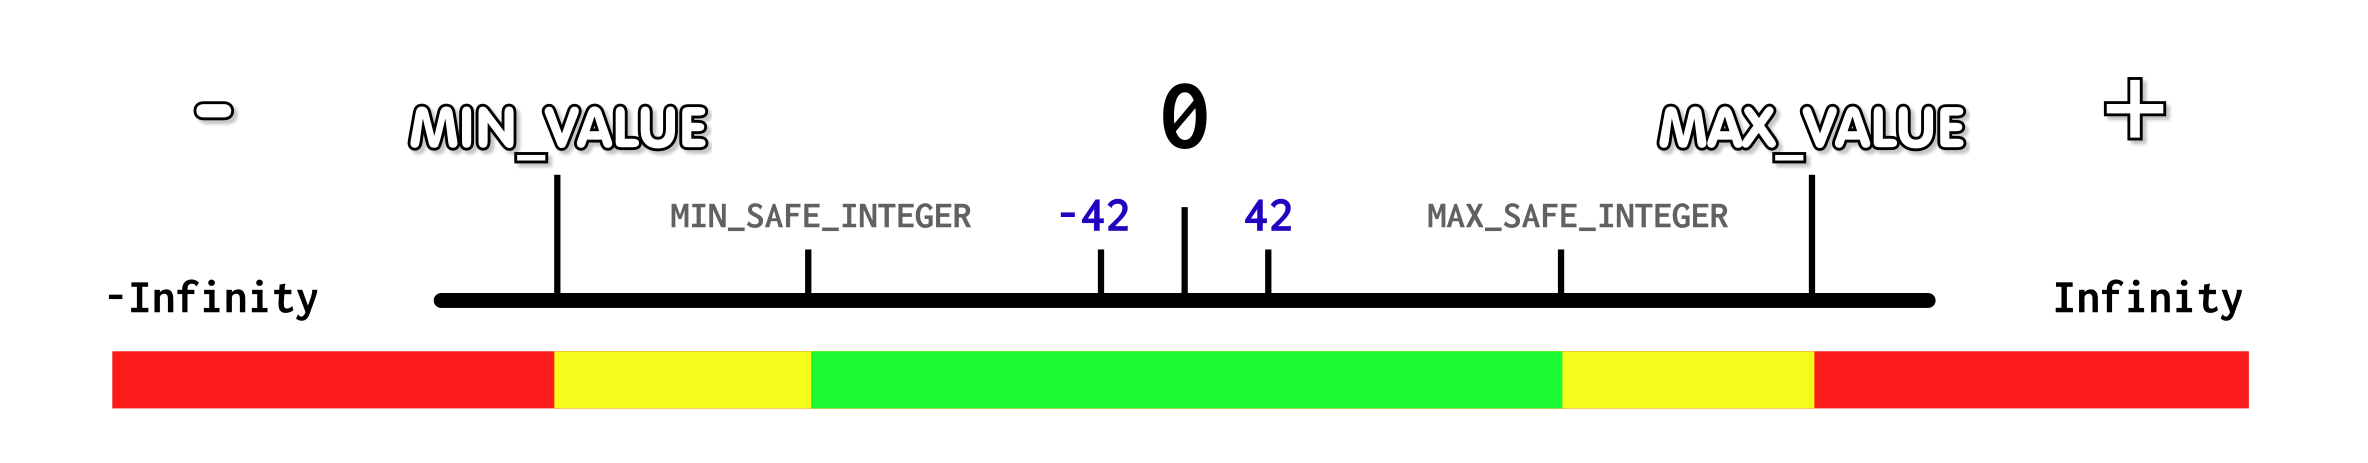 - MIN_VALUE 0 MAX_VALUE +
MIN_SAFE_INTEGER -42 42 MAX_SAFE_INTEGER
-Infinity Infinity